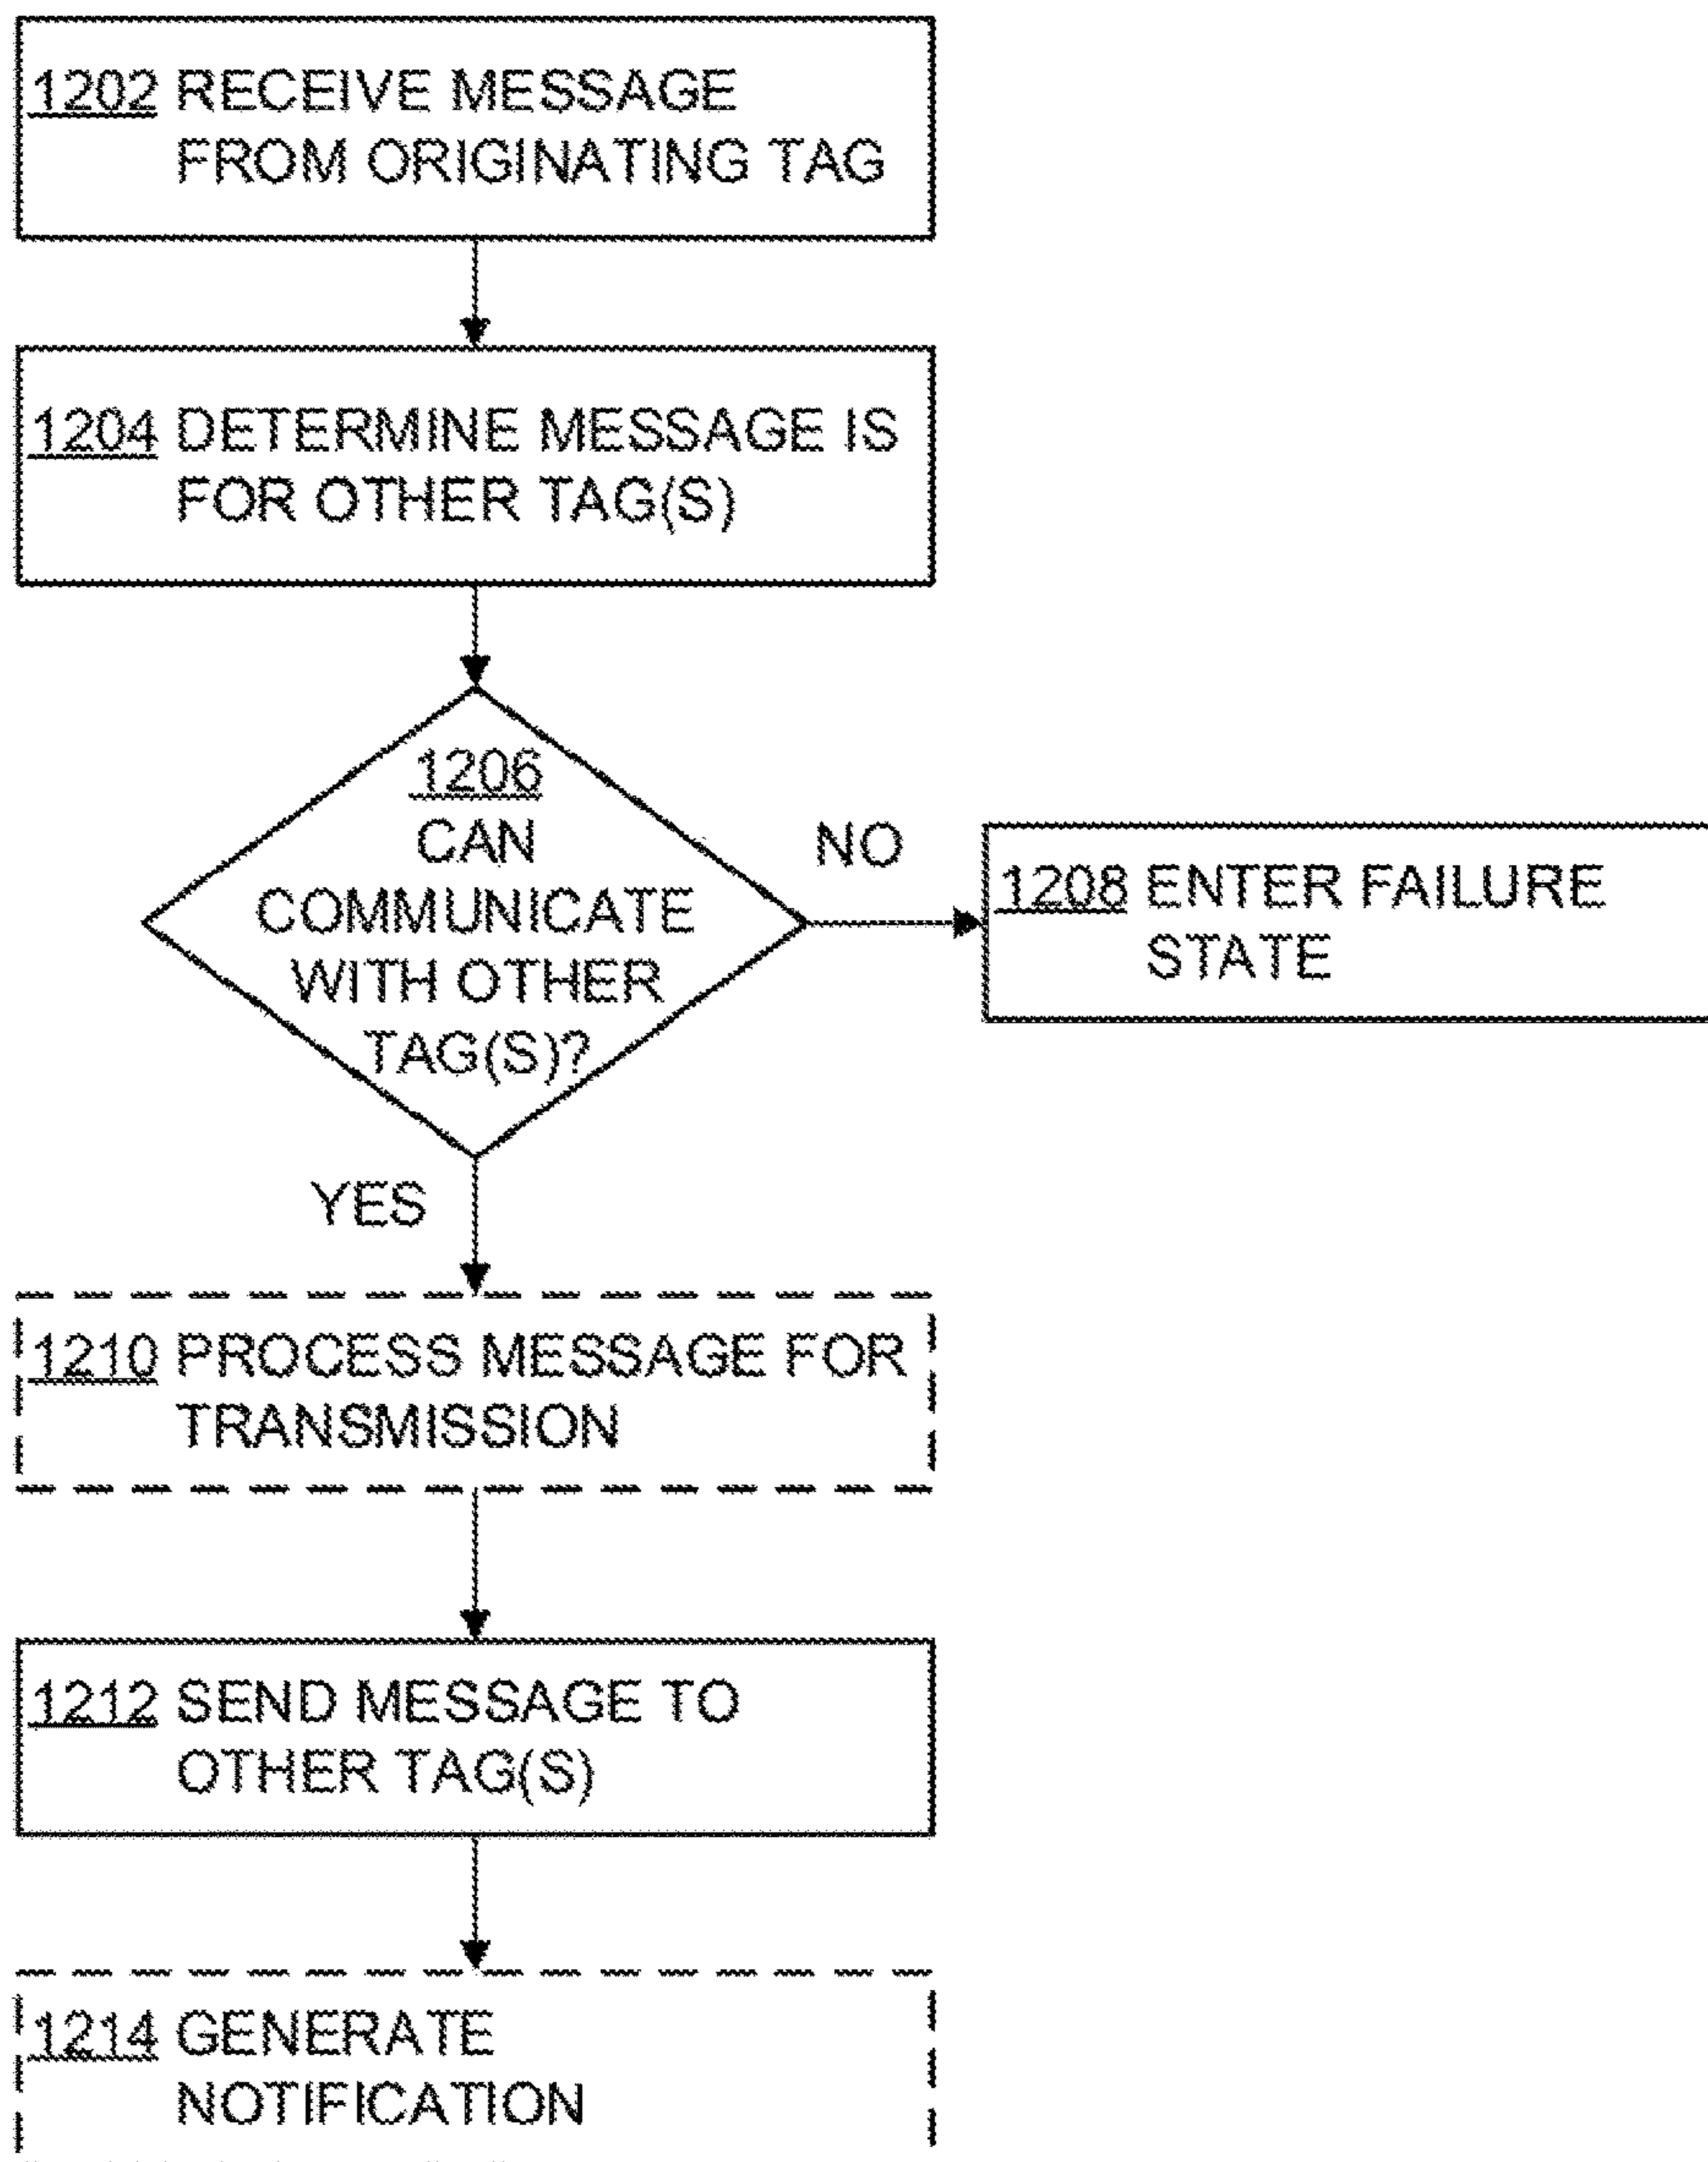 1202 RECEIVE MESSAGE
FROM ORIGINATING TAG
1204 DETERMINE MESSAGE IS
FOR OTHER TAG(S)
1206
CAN
COMMUNICATE
WITH OTHER
TAG(S)?
NO
1208 ENTER FAILURE
STATE
YES
1210 PROCESS MESSAGE FOR
TRANSMISSION
1212 SEND MESSAGE TO
OTHER TAG(S)
1214 GENERATE
NOTIFICATION